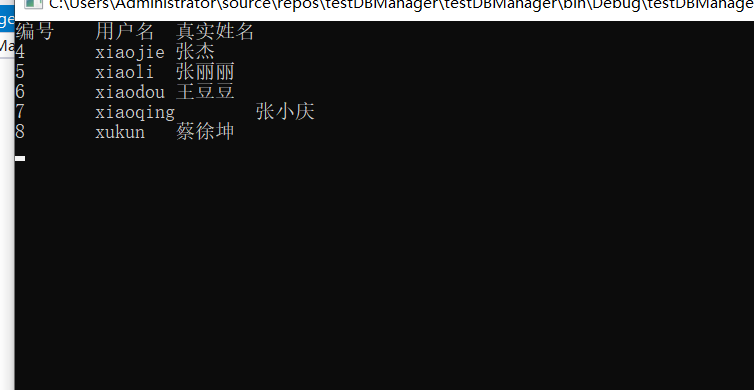 C:\Users\Administrator\source\repos\testDBManager\testDBManager\bin\Debug\testDBManage
ge
Ma
编号 用户名 真实姓名
4 xiaojie 张杰
5 xiaoli 张丽丽
6 xiaodou 王豆豆
7 xiaoqing 张小庆
8 xukun 蔡徐坤